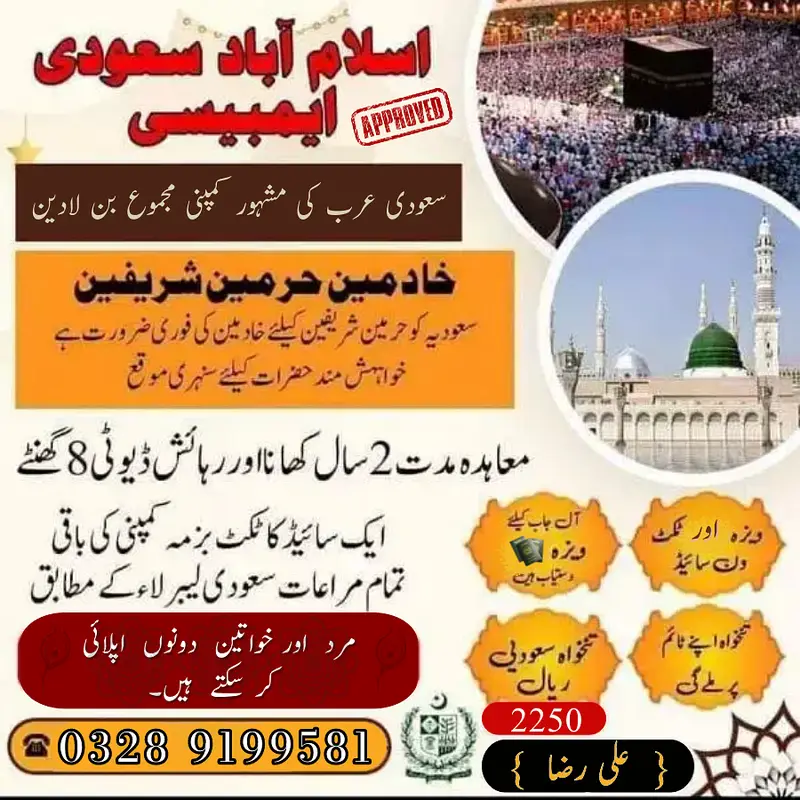 اسلام آباد سعودی
ایمبیسی
APPROVED
سعودی عرب کی مشہور کمپنی مجموع بن لادین
خادمین حرمین شریفین
سعودیہ کو حرمین شریفین کیلئے خادمین کی فوری ضرورت ہے
خواہش مند حضرات کیلئے سنہری موقع
معاہدہ مدت 2 سال کھانا اور رہائش ڈیوٹی 8 گھنٹے
ایک سائیڈ کا ٹکٹ بزمہ کمپنی کی باقی
تمام مراعات سعودی لیبر لاء کے مطابق
آل جاب کیلئے
ویزہ
دستیاب ہیں
ویزہ اور ٹکٹ
ون سائیڈ
تنخواہ سعودیی
ریال
تنخواہ اپنے ٹائم
پر ملے گی
مرد اور خواتین دونوں اپلائی
کر سکتے ہیں۔
2250
0328 9199581
{ علی رضا }